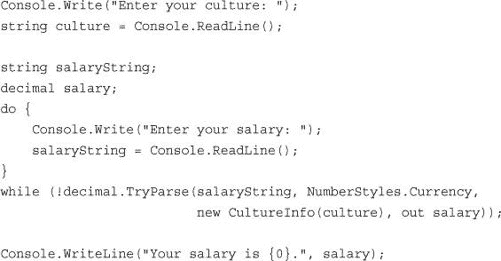 Console.Write("Enter your culture: ");
string culture = Console.ReadLine();

string salaryString;
decimal salary;
do {
    Console.Write("Enter your salary: ");
    salaryString = Console.ReadLine();
}
while (!decimal.TryParse(salaryString, NumberStyles.Currency,
                         new CultureInfo(culture), out salary));

Console.WriteLine("Your salary is {0}.", salary);